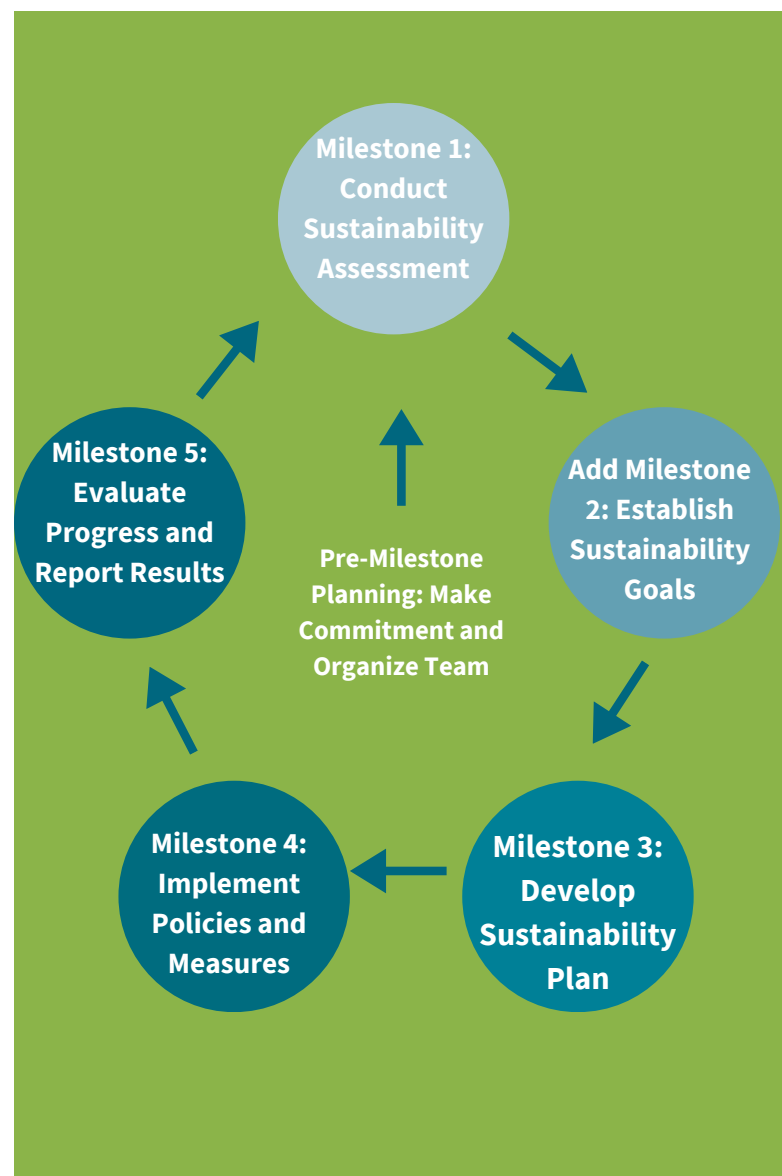 Milestone 1:
Conduct
Sustainability
Assessment
Add Milestone
2: Establish
Sustainability
Goals
Milestone 3:
Develop
Sustainability
Plan
Milestone 4:
Implement
Policies and
Measures
Milestone 5:
Evaluate
Progress and
Report Results
Pre-Milestone
Planning: Make
Commitment and
Organize Team